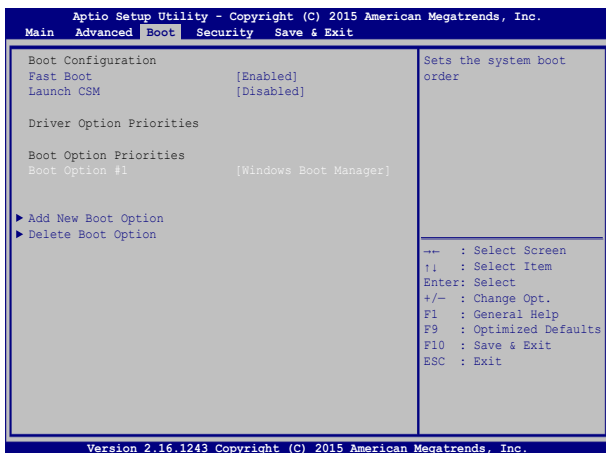 Aptio Setup Utility - Copyright (C) 2015 American Megatrends, Inc.
Main Advanced Boot Security Save & Exit
Boot Configuration
Fast Boot [Enabled]
Launch CSM [Disabled]
Driver Option Priorities
Boot Option Priorities
Boot Option #1 [Windows Boot Manager]
▶ Add New Boot Option
▶ Delete Boot Option
Sets the system boot
order
→← : Select Screen
↑↓ : Select Item
Enter: Select
+/— : Change Opt.
F1 : General Help
F9 : Optimized Defaults
F10 : Save & Exit
ESC : Exit
Version 2.16.1243 Copyright (C) 2015 American Megatrends, Inc.